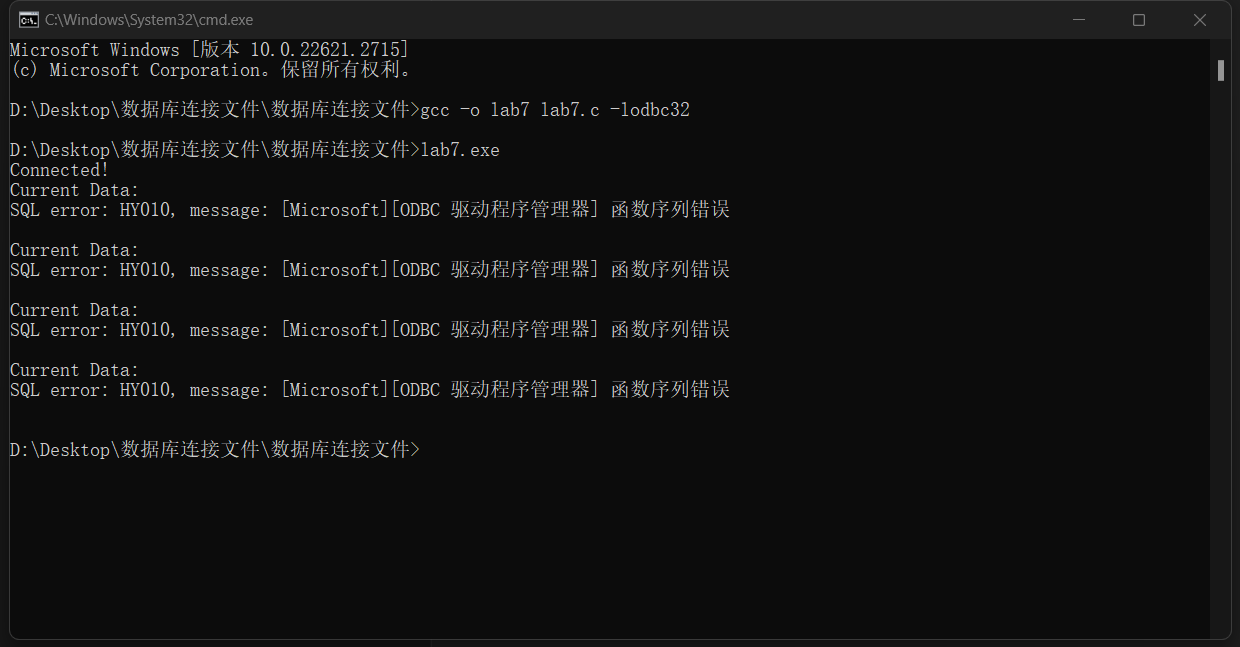 C:\Windows\System32\cmd.exe
Microsoft Windows [版本 10.0.22621.2715]
(c) Microsoft Corporation。保留所有权利。
D:\Desktop\数据库连接文件\数据库连接文件>gcc -o lab7 lab7.c -lodbc32
D:\Desktop\数据库连接文件\数据库连接文件>lab7.exe
Connected!
Current Data:
SQL error: HY010, message: [Microsoft][ODBC 驱动程序管理器] 函数序列错误
Current Data:
SQL error: HY010, message: [Microsoft][ODBC 驱动程序管理器] 函数序列错误
Current Data:
SQL error: HY010, message: [Microsoft][ODBC 驱动程序管理器] 函数序列错误
Current Data:
SQL error: HY010, message: [Microsoft][ODBC 驱动程序管理器] 函数序列错误
D:\Desktop\数据库连接文件\数据库连接文件>